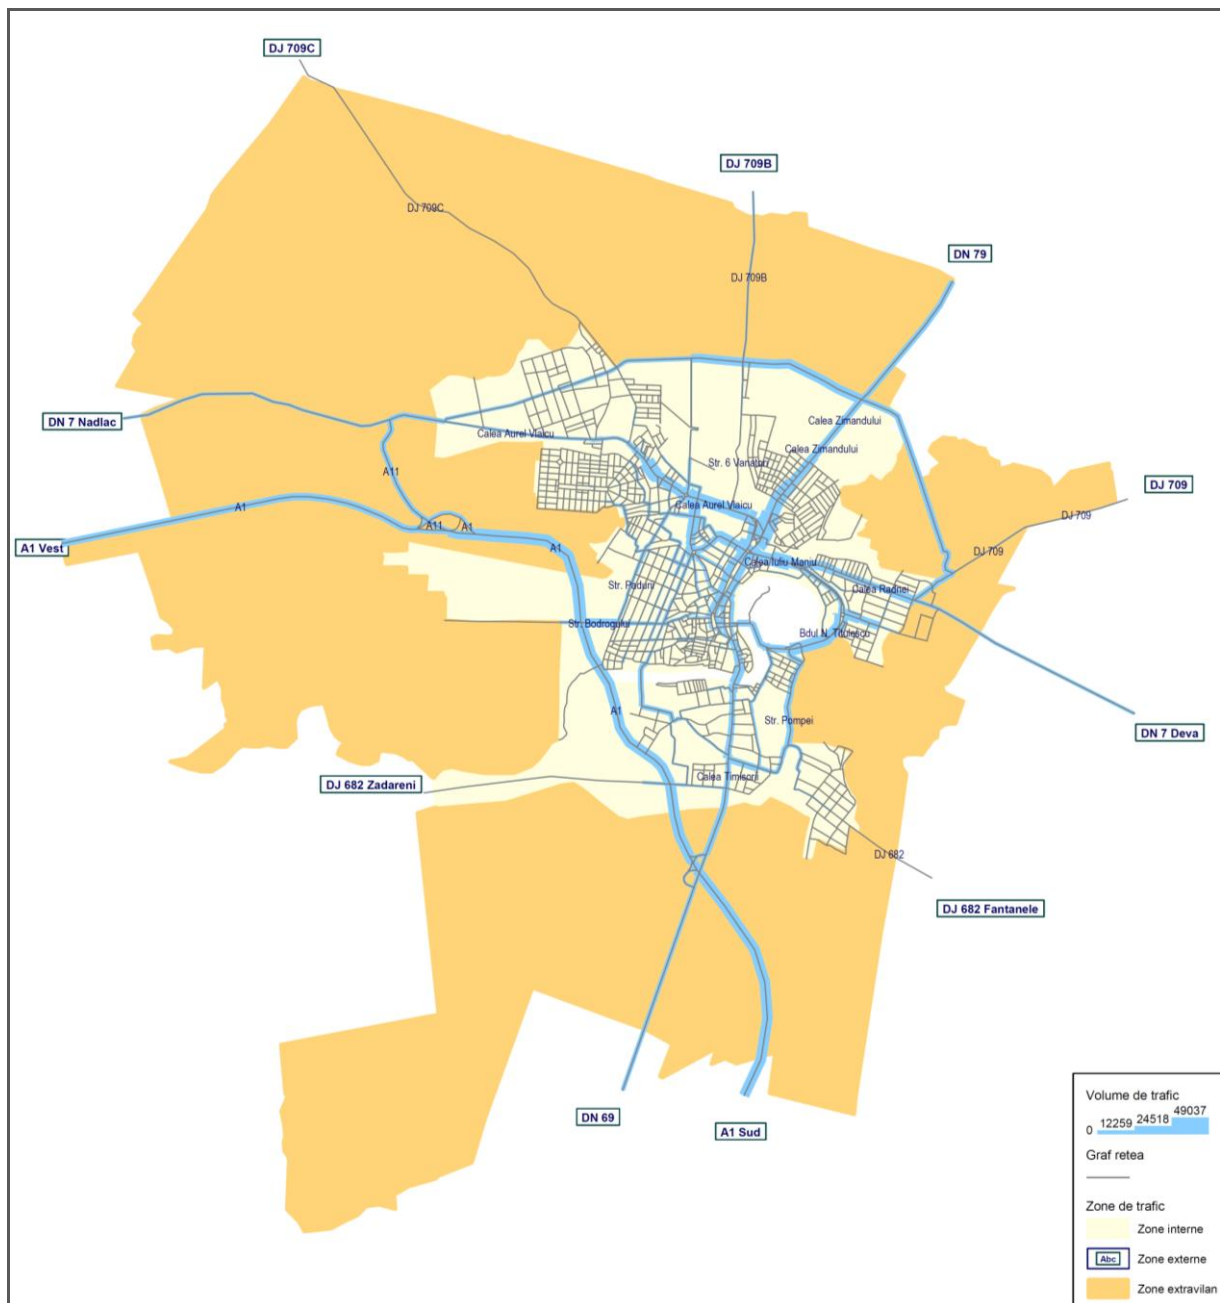 DJ 709C
DJ 709B
DJ 709C
DN 79
DJ 709B
DN 7 Nadlac
Calea Zimandului
Calea Aurel Vlaicu
Calea Zimandului
Str. 6 Vanatori
A11
DJ 709
A1
Calea Aurel Vlaicu
DJ 709
A11
A1
A1 Vest
A1
DJ 709
Calea Iuliu Maniu
Str. Padurii
Calea Radnei
Str. Bodrogului
Bdul N. Titulescu
A1
Str. Pompei
DN 7 Deva
Calea Timisorii
DJ 682 Zadareni
DJ 682
DJ 682 Fantanele
DN 69
A1 Sud
Volume de trafic
0 12259 24518 49037
Graf retea
Zone de trafic
Zone interne
Abc Zone externe
Zone extravilan